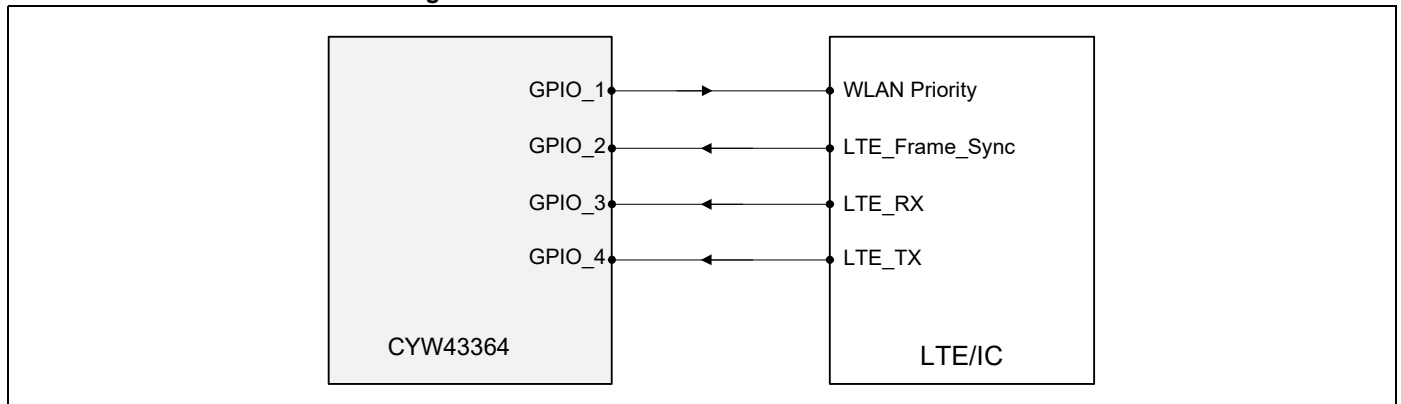 GPIO_1 WLAN Priority
GPIO_2 LTE_Frame_Sync
GPIO_3 LTE_RX
GPIO_4 LTE_TX
CYW43364 LTE/IC